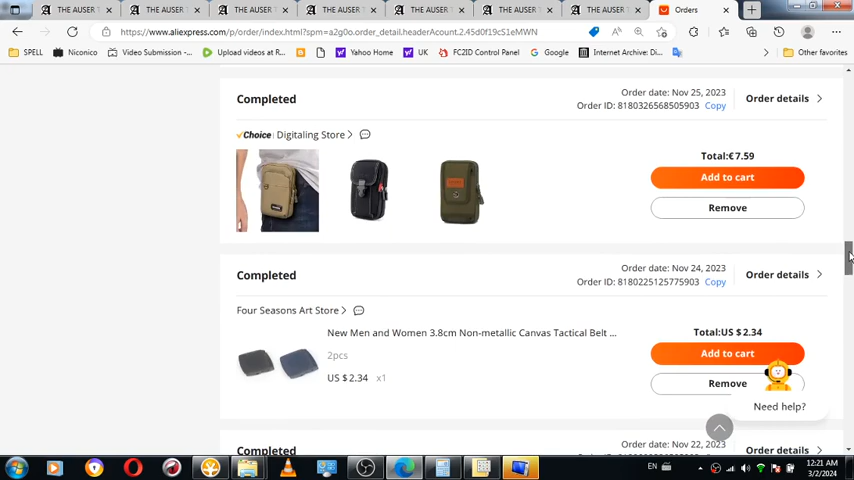 THE AUSER T
THE AUSER T
THE AUSER T
THE AUSER T
THE AUSER T
THE AUSER T
THE AUSER T
Orders
https://www.aliexpress.com/p/order/index.html?spm=a2g0o.order_detail.headerAcount.2.45d0f19cS1eMWN
SPELL
Niconico
Video Submission -...
Upload videos at R...
Yahoo Home
UK
FC2ID Control Panel
Google
Internet Archive: Di...
Other favorites
Completed
Order date: Nov 25, 2023
Order ID: 8180326568505903 Copy
Order details
Choice | Digitaling Store
Total:€7.59
Add to cart
Remove
Completed
Order date: Nov 24, 2023
Order ID: 8180225125775903 Copy
Order details
Four Seasons Art Store
New Men and Women 3.8cm Non-metallic Canvas Tactical Belt ...
2pcs
US $2.34 x1
Total:US $2.34
Add to cart
Remove
Need help?
Completed
Order date: Nov 22, 2023
Order details
EN
12:21 AM
3/2/2024